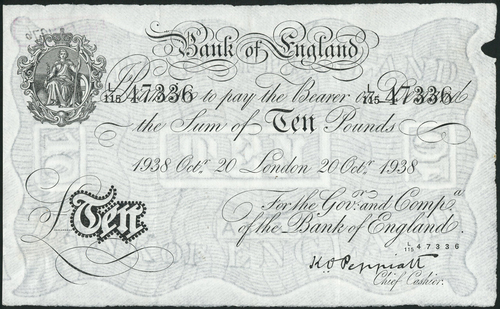 Bank of England
L/115 47336 to pay the Bearer on Demand L/115 47336
the Sum of Ten Pounds
1938 Octr. 20 London 20 Octr. 1938
For the Govr. and Compa.
of the Bank of England.
£Ten
L/115 47336
K.O. Peppiatt
Chief Cashier.